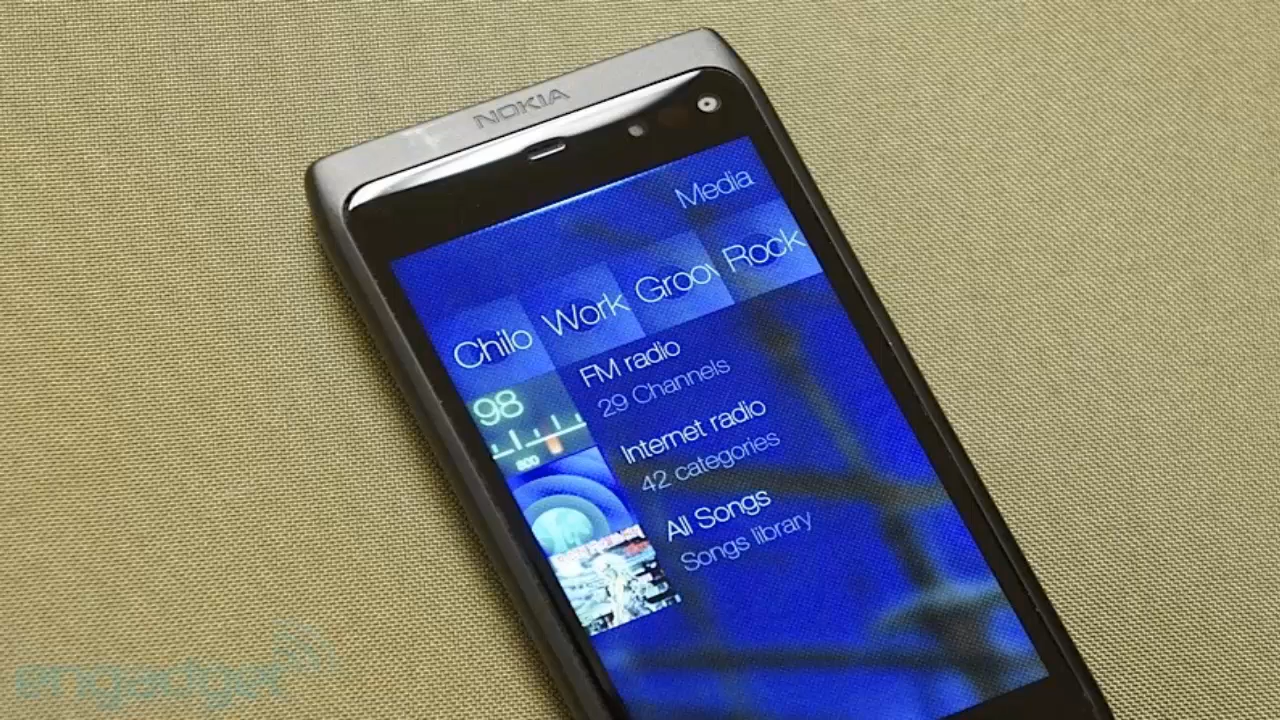 NOKIA
Media
Chilo Work Groov Rock
98
FM radio
29 Channels
Internet radio
42 categories
All Songs
Songs library
engadget